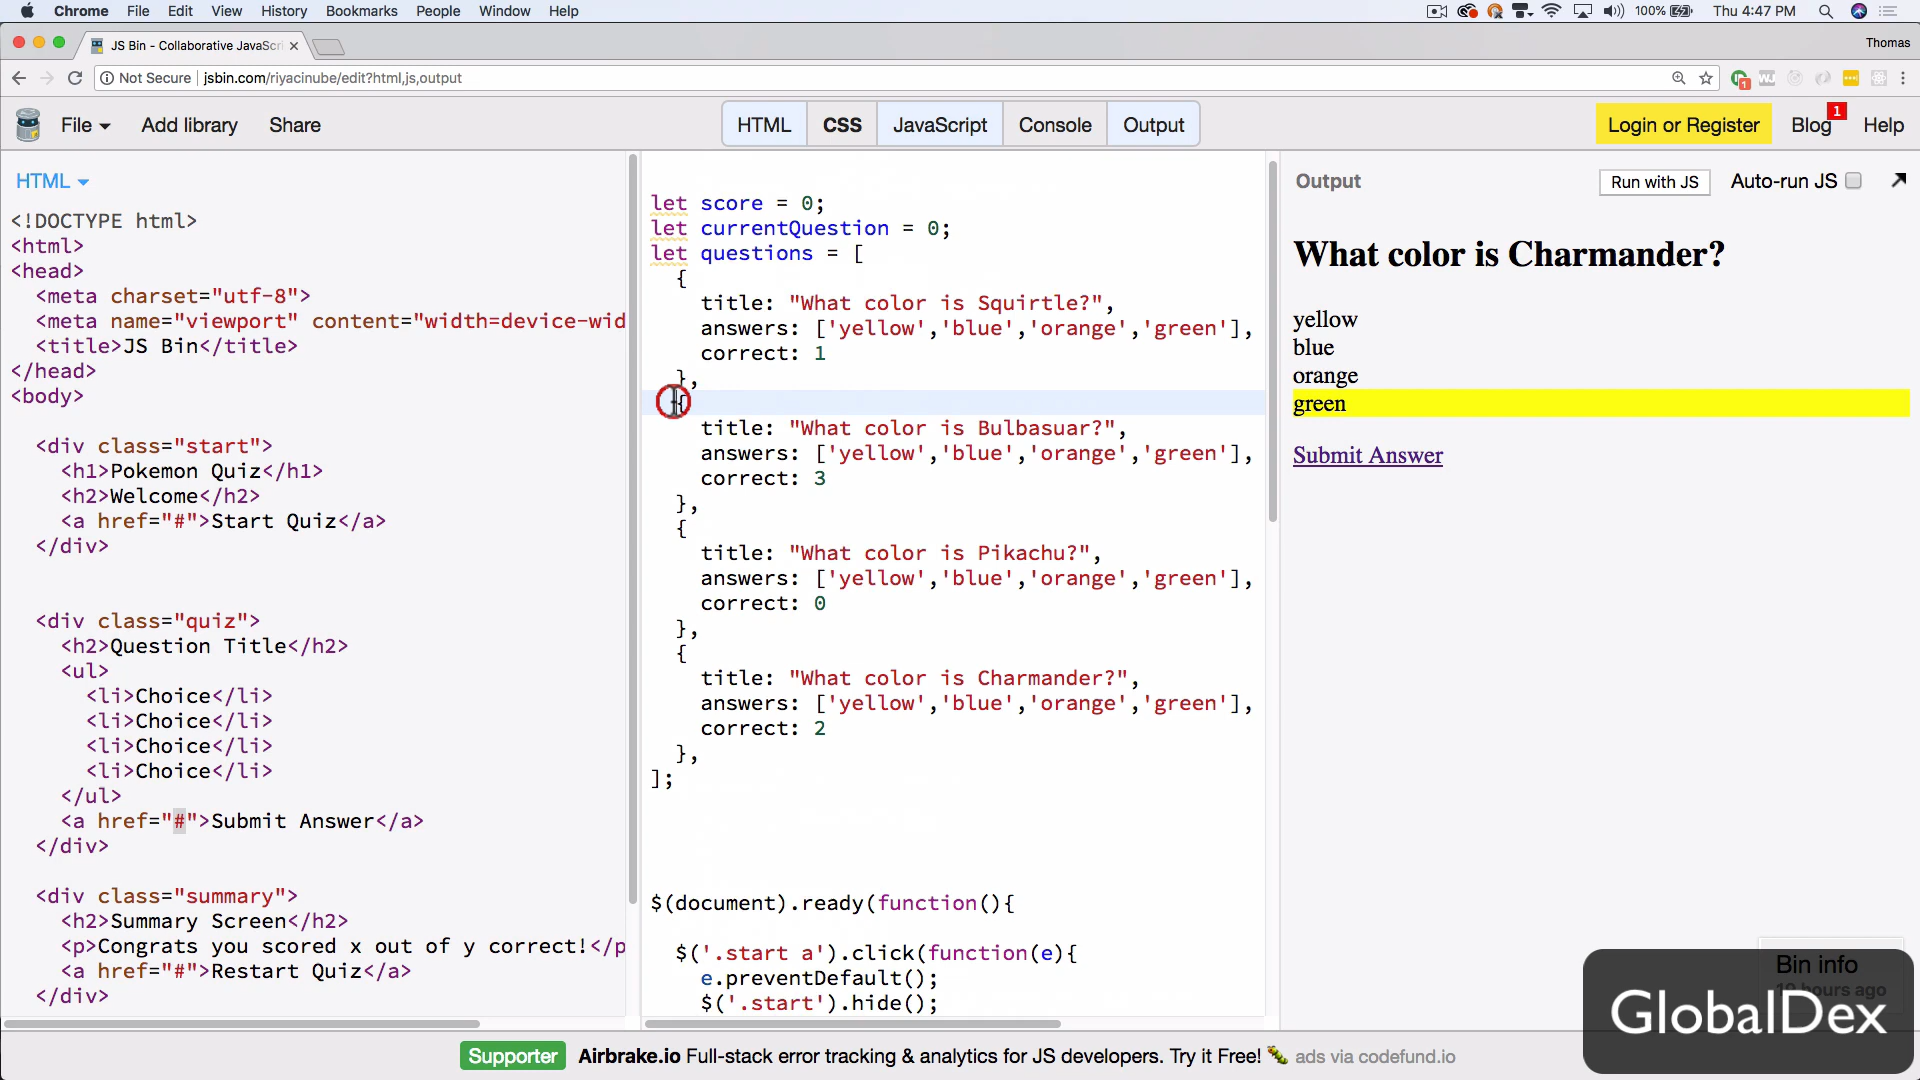 Chrome File Edit View History Bookmarks People Window Help 100% Thu 4:47 PM
JS Bin - Collaborative JavaScri
Thomas
Not Secure jsbin.com/riyacinube/edit?html,js,output
File Add library Share HTML CSS JavaScript Console Output Login or Register Blog 1 Help
HTML
<!DOCTYPE html>
<html>
<head>
<meta charset="utf-8">
<meta name="viewport" content="width=device-wid
<title>JS Bin</title>
</head>
<body>
<div class="start">
<h1>Pokemon Quiz</h1>
<h2>Welcome</h2>
<a href="#">Start Quiz</a>
</div>
<div class="quiz">
<h2>Question Title</h2>
<ul>
<li>Choice</li>
<li>Choice</li>
<li>Choice</li>
<li>Choice</li>
</ul>
<a href="#">Submit Answer</a>
</div>
<div class="summary">
<h2>Summary Screen</h2>
<p>Congrats you scored x out of y correct!</p
<a href="#">Restart Quiz</a>
</div>
let score = 0;
let currentQuestion = 0;
let questions = [
{
title: "What color is Squirtle?",
answers: ['yellow','blue','orange','green'],
correct: 1
},
{
title: "What color is Bulbasuar?",
answers: ['yellow','blue','orange','green'],
correct: 3
},
{
title: "What color is Pikachu?",
answers: ['yellow','blue','orange','green'],
correct: 0
},
{
title: "What color is Charmander?",
answers: ['yellow','blue','orange','green'],
correct: 2
},
];
$(document).ready(function(){
$('.start a').click(function(e){
e.preventDefault();
$('.start').hide();
Output Run with JS Auto-run JS
What color is Charmander?
yellow
blue
orange
green
Submit Answer
Bin info
19 hours ago
GlobalDex
Supporter Airbrake.io Full-stack error tracking & analytics for JS developers. Try it Free! ads via codefund.io